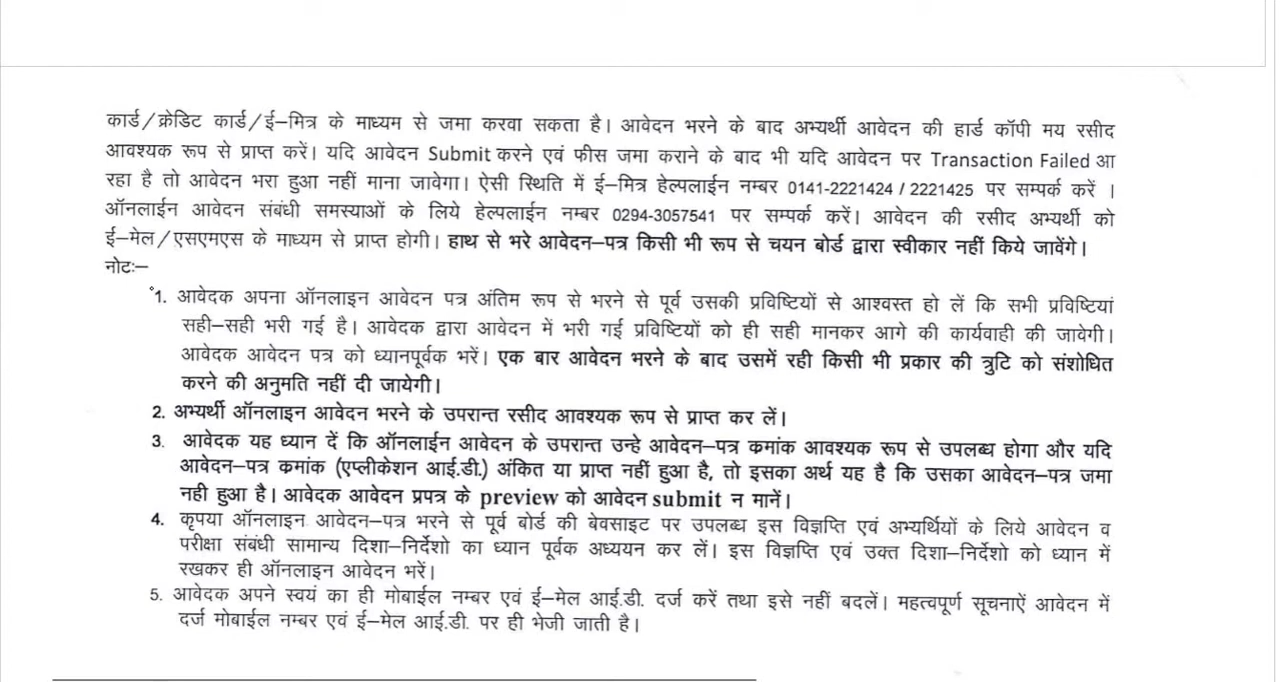 कार्ड/क्रेडिट कार्ड/ई–मित्र के माध्यम से जमा करवा सकता है। आवेदन भरने के बाद अभ्यर्थी आवेदन की हार्ड कॉपी मय रसीद
आवश्यक रूप से प्राप्त करें। यदि आवेदन Submit करने एवं फीस जमा कराने के बाद भी यदि आवेदन पर Transaction Failed आ
रहा है तो आवेदन भरा हुआ नहीं माना जावेगा। ऐसी स्थिति में ई–मित्र हेल्पलाईन नम्बर 0141-2221424 / 2221425 पर सम्पर्क करें ।
ऑनलाईन आवेदन संबंधी समस्याओं के लिये हेल्पलाईन नम्बर 0294-3057541 पर सम्पर्क करें। आवेदन की रसीद अभ्यर्थी को
ई–मेल/एसएमएस के माध्यम से प्राप्त होगी। हाथ से भरे आवेदन–पत्र किसी भी रूप से चयन बोर्ड द्वारा स्वीकार नहीं किये जावेंगे।
नोटः–
1. आवेदक अपना ऑनलाइन आवेदन पत्र अंतिम रूप से भरने से पूर्व उसकी प्रविष्टियों से आश्वस्त हो लें कि सभी प्रविष्टियां
सही–सही भरी गई है। आवेदक द्वारा आवेदन में भरी गई प्रविष्टियों को ही सही मानकर आगे की कार्यवाही की जावेगी।
आवेदक आवेदन पत्र को ध्यानपूर्वक भरें। एक बार आवेदन भरने के बाद उसमें रही किसी भी प्रकार की त्रुटि को संशोधित
करने की अनुमति नहीं दी जायेगी।
2. अभ्यर्थी ऑनलाइन आवेदन भरने के उपरान्त रसीद आवश्यक रूप से प्राप्त कर लें।
3. आवेदक यह ध्यान दें कि ऑनलाईन आवेदन के उपरान्त उन्हे आवेदन–पत्र क्रमांक आवश्यक रूप से उपलब्ध होगा और यदि
आवेदन–पत्र क्रमांक (एप्लीकेशन आई.डी.) अंकित या प्राप्त नहीं हुआ है, तो इसका अर्थ यह है कि उसका आवेदन–पत्र जमा
नही हुआ है। आवेदक आवेदन प्रपत्र के preview को आवेदन submit न मानें।
4. कृपया ऑनलाइन आवेदन–पत्र भरने से पूर्व बोर्ड की बेवसाइट पर उपलब्ध इस विज्ञप्ति एवं अभ्यर्थियों के लिये आवेदन व
परीक्षा संबंधी सामान्य दिशा–निर्देशो का ध्यान पूर्वक अध्ययन कर लें। इस विज्ञप्ति एवं उक्त दिशा–निर्देशो को ध्यान में
रखकर ही ऑनलाइन आवेदन भरें।
5. आवेदक अपने स्वयं का ही मोबाईल नम्बर एवं ई–मेल आई.डी. दर्ज करें तथा इसे नहीं बदलें। महत्वपूर्ण सूचनाऐं आवेदन में
दर्ज मोबाईल नम्बर एवं ई–मेल आई.डी. पर ही भेजी जाती है।